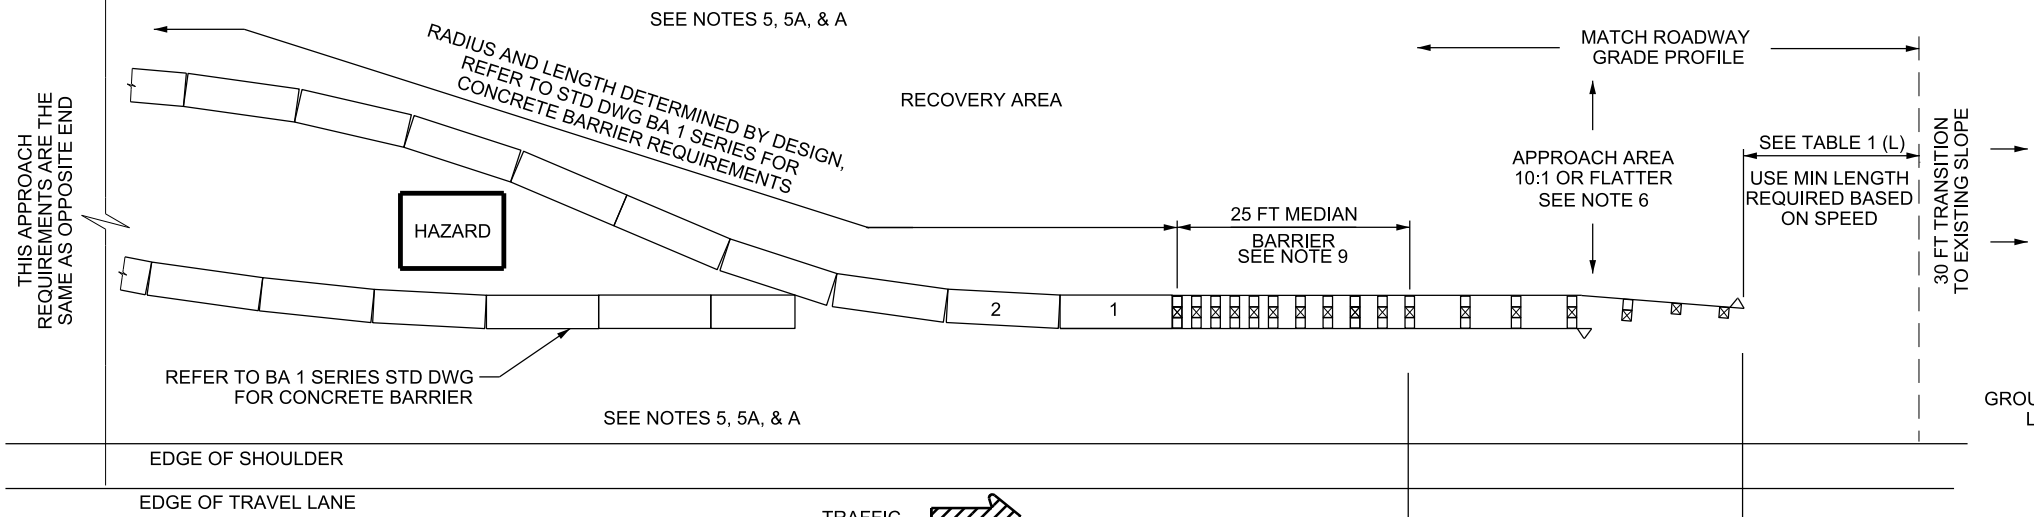 SEE NOTES 5, 5A, & A
RADIUS AND LENGTH DETERMINED BY DESIGN,
REFER TO STD DWG BA 1 SERIES FOR
CONCRETE BARRIER REQUIREMENTS
RECOVERY AREA
MATCH ROADWAY
GRADE PROFILE
THIS APPROACH
REQUIREMENTS ARE THE
SAME AS OPPOSITE END
HAZARD
25 FT MEDIAN
BARRIER
SEE NOTE 9
APPROACH AREA
10:1 OR FLATTER
SEE NOTE 6
SEE TABLE 1 (L)
USE MIN LENGTH
REQUIRED BASED
ON SPEED
30 FT TRANSITION
TO EXISTING SLOPE
2
1
REFER TO BA 1 SERIES STD DWG
FOR CONCRETE BARRIER
SEE NOTES 5, 5A, & A
GROU
L
EDGE OF SHOULDER
EDGE OF TRAVEL LANE
TRAFFIC